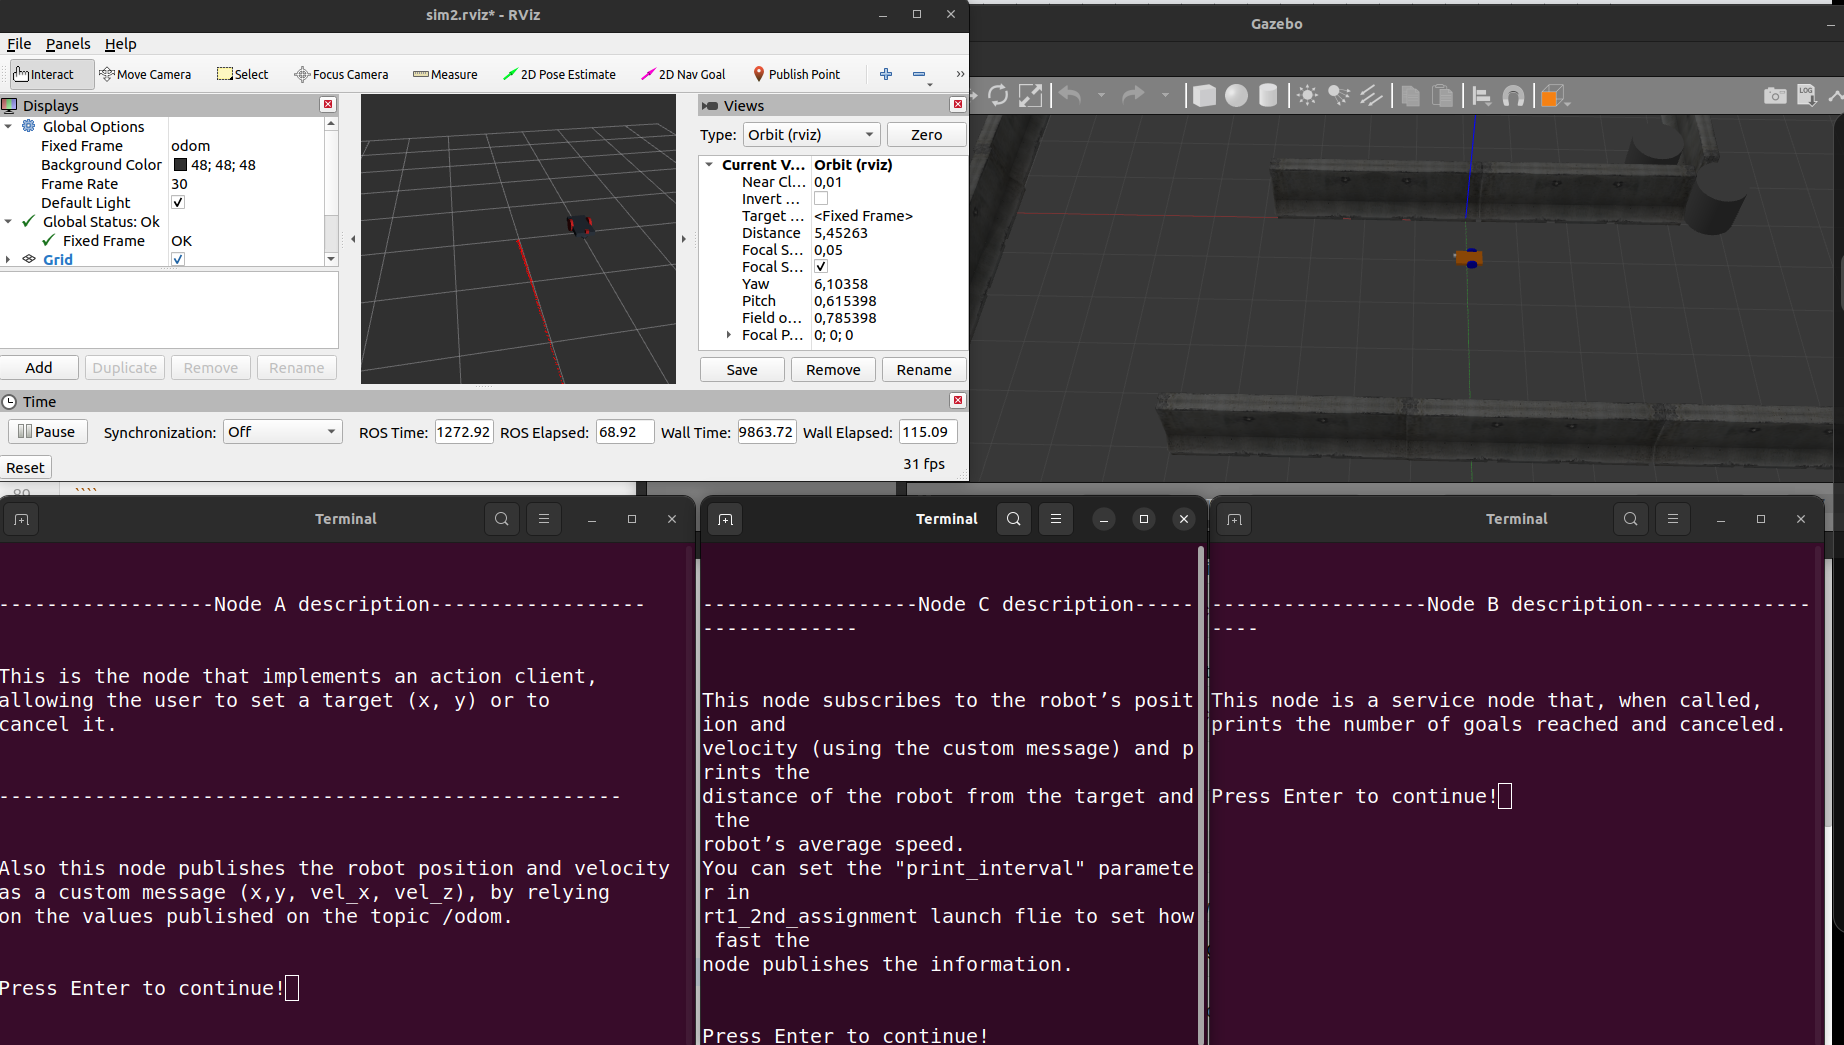 sim2.rviz* - RViz
File Panels Help
Interact Move Camera Select Focus Camera Measure 2D Pose Estimate 2D Nav Goal Publish Point »
Displays
Global Options
Fixed Frame odom
Background Color 48; 48; 48
Frame Rate 30
Default Light
Global Status: Ok
Fixed Frame OK
Grid
Add Duplicate Remove Rename
Views
Type: Orbit (rviz) Zero
Current V... Orbit (rviz)
Near Cl... 0,01
Invert ...
Target ... <Fixed Frame>
Distance 5,45263
Focal S... 0,05
Focal S...
Yaw 6,10358
Pitch 0,615398
Field o... 0,785398
Focal P... 0; 0; 0
Save Remove Rename
Time
Pause Synchronization: Off ROS Time: 1272.92 ROS Elapsed: 68.92 Wall Time: 9863.72 Wall Elapsed: 115.09
Reset 31 fps
Gazebo
LOG
80 ````
Terminal
------------------Node A description------------------
This is the node that implements an action client,
allowing the user to set a target (x, y) or to
cancel it.
----------------------------------------------------
Also this node publishes the robot position and velocity
as a custom message (x,y, vel_x, vel_z), by relying
on the values published on the topic /odom.
Press Enter to continue!
Terminal
------------------Node C description-----
-------------
This node subscribes to the robot’s posit
ion and
velocity (using the custom message) and p
rints the
distance of the robot from the target and
 the
robot’s average speed.
You can set the "print_interval" paramete
r in
rt1_2nd_assignment launch flie to set how
 fast the
node publishes the information.
Press Enter to continue!
Terminal
------------------Node B description--------------
----
This node is a service node that, when called,
prints the number of goals reached and canceled.
Press Enter to continue!